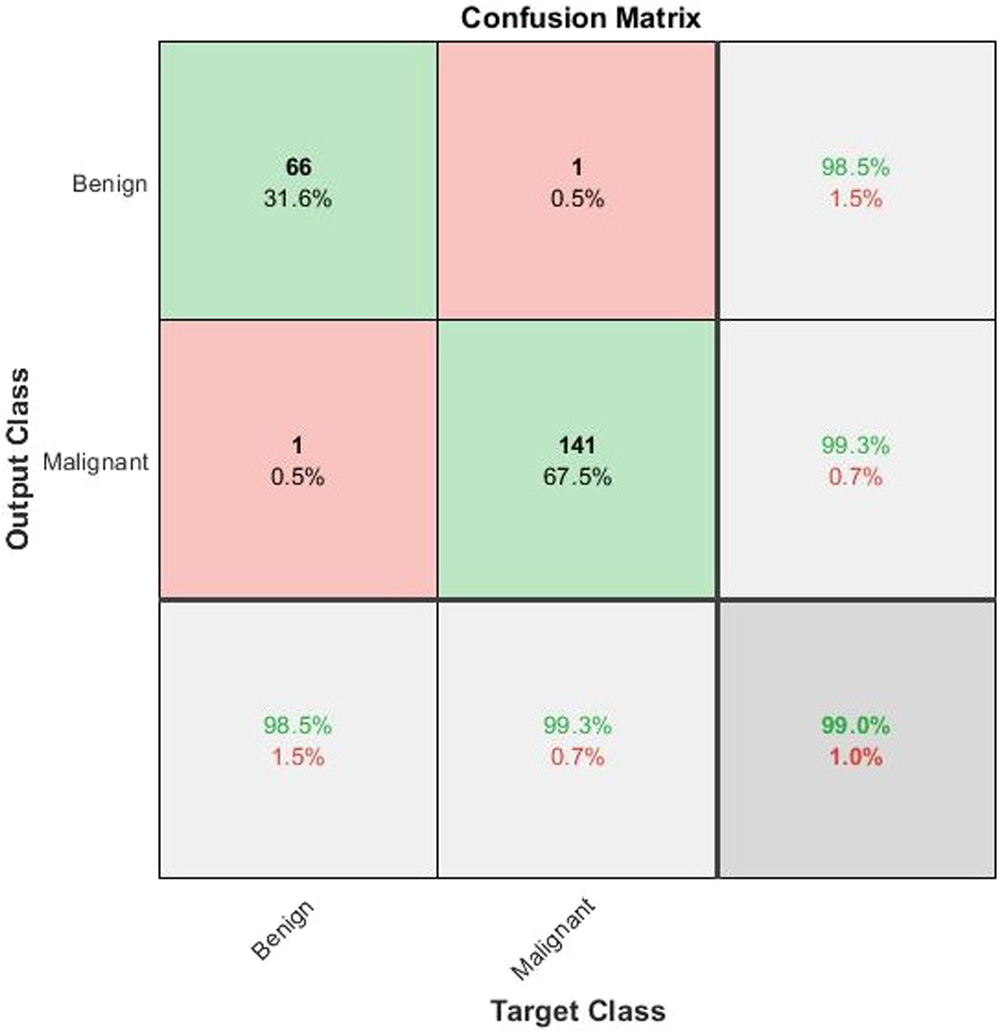 Confusion Matrix
Benign
66
31.6%
1
0.5%
98.5%
1.5%
Output Class
Malignant
1
0.5%
141
67.5%
99.3%
0.7%
98.5%
1.5%
99.3%
0.7%
99.0%
1.0%
Benign
Malignant
Target Class